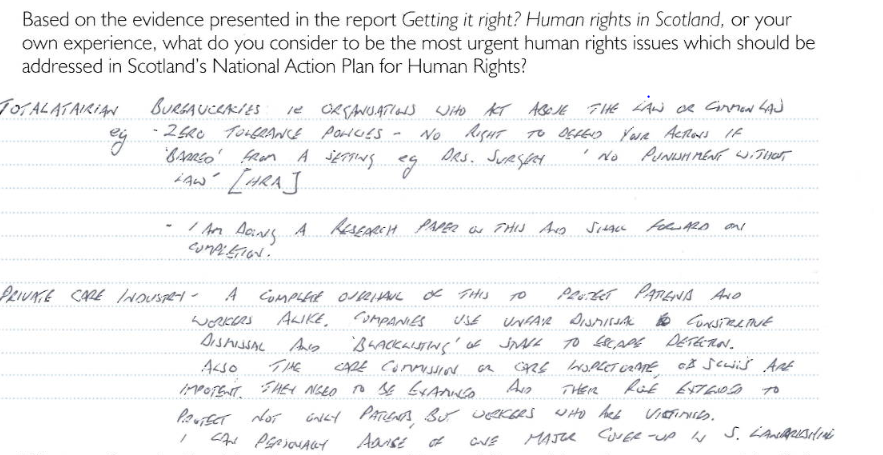 Based on the evidence presented in the report Getting it right? Human rights in Scotland, or your
own experience, what do you consider to be the most urgent human rights issues which should be
addressed in Scotland's National Action Plan for Human Rights?
TOTALATAIRIAN BUREAUCRACIES ie ORGANISATIONS WHO ACT ABOVE THE LAW OR COMMON LAW
eg - ZERO TOLERANCE POLICIES - NO RIGHT TO DEFEND YOUR ACTIONS IF
'BARRED' FROM A SETTING eg DRS. SURGERY 'NO PUNISHMENT WITHOUT
LAW' [HRA]
- I AM DOING A RESEARCH PAPER ON THIS AND SHALL FORWARD ON
COMPLETION.
PRIVATE CARE INDUSTRY - A COMPLETE OVERHAUL OF THIS TO PROTECT PATIENTS AND
WORKERS ALIKE. COMPANIES USE UNFAIR DISMISSAL CONSTRUCTIVE
DISMISSAL AND 'BLACKLISTING' OF STAFF TO ESCAPE DETECTION.
ALSO THE CARE COMMISSION OR CARE INSPECTORATE, OR SCSWIS ARE
IMPOTENT. THEY NEED TO BE EXAMINED AND THEIR ROLE EXTENDED TO
PROTECT NOT ONLY PATIENTS, BUT WORKERS WHO ARE VICTIMISED.
I CAN PERSONALLY ADVISE OF ONE MAJOR COVER-UP IN S. LANARKSHIRE